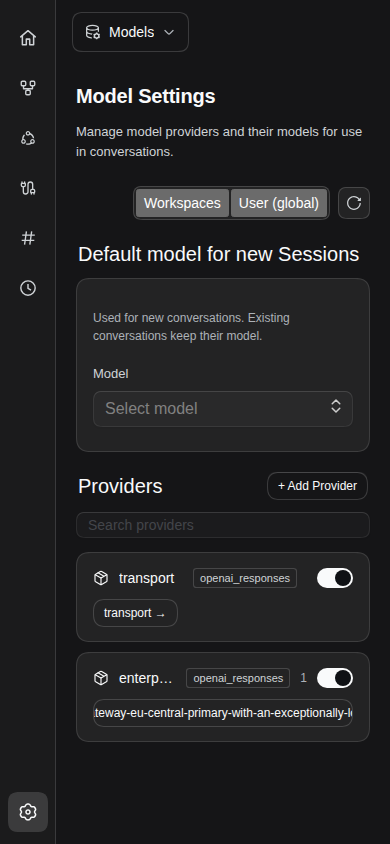 Models
Model Settings
Manage model providers and their models for use
in conversations.
Workspaces User (global)
Default model for new Sessions
Used for new conversations. Existing
conversations keep their model.
Model
Select model
Providers + Add Provider
Search providers
transport openai_responses
transport →
enterp… openai_responses 1
teway-eu-central-primary-with-an-exceptionally-l